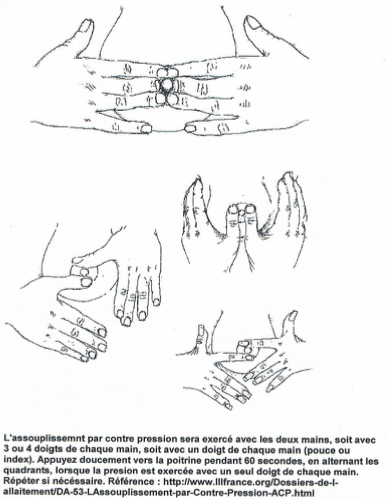 L'assouplissemnt par contre pression sera exercé avec les deux mains, soit avec
3 ou 4 doigts de chaque main, soit avec un doigt de chaque main (pouce ou
index). Appuyez doucement vers la poitrine pendant 60 secondes, en alternant les
quadrants, lorsque la presion est exercée avec un seul doigt de chaque main.
Répéter si nécéssaire. Référence : http://www.lllfrance.org/Dossiers-de-l-
allaitement/DA-53-LAssouplissement-par-Contre-Pression-ACP.html